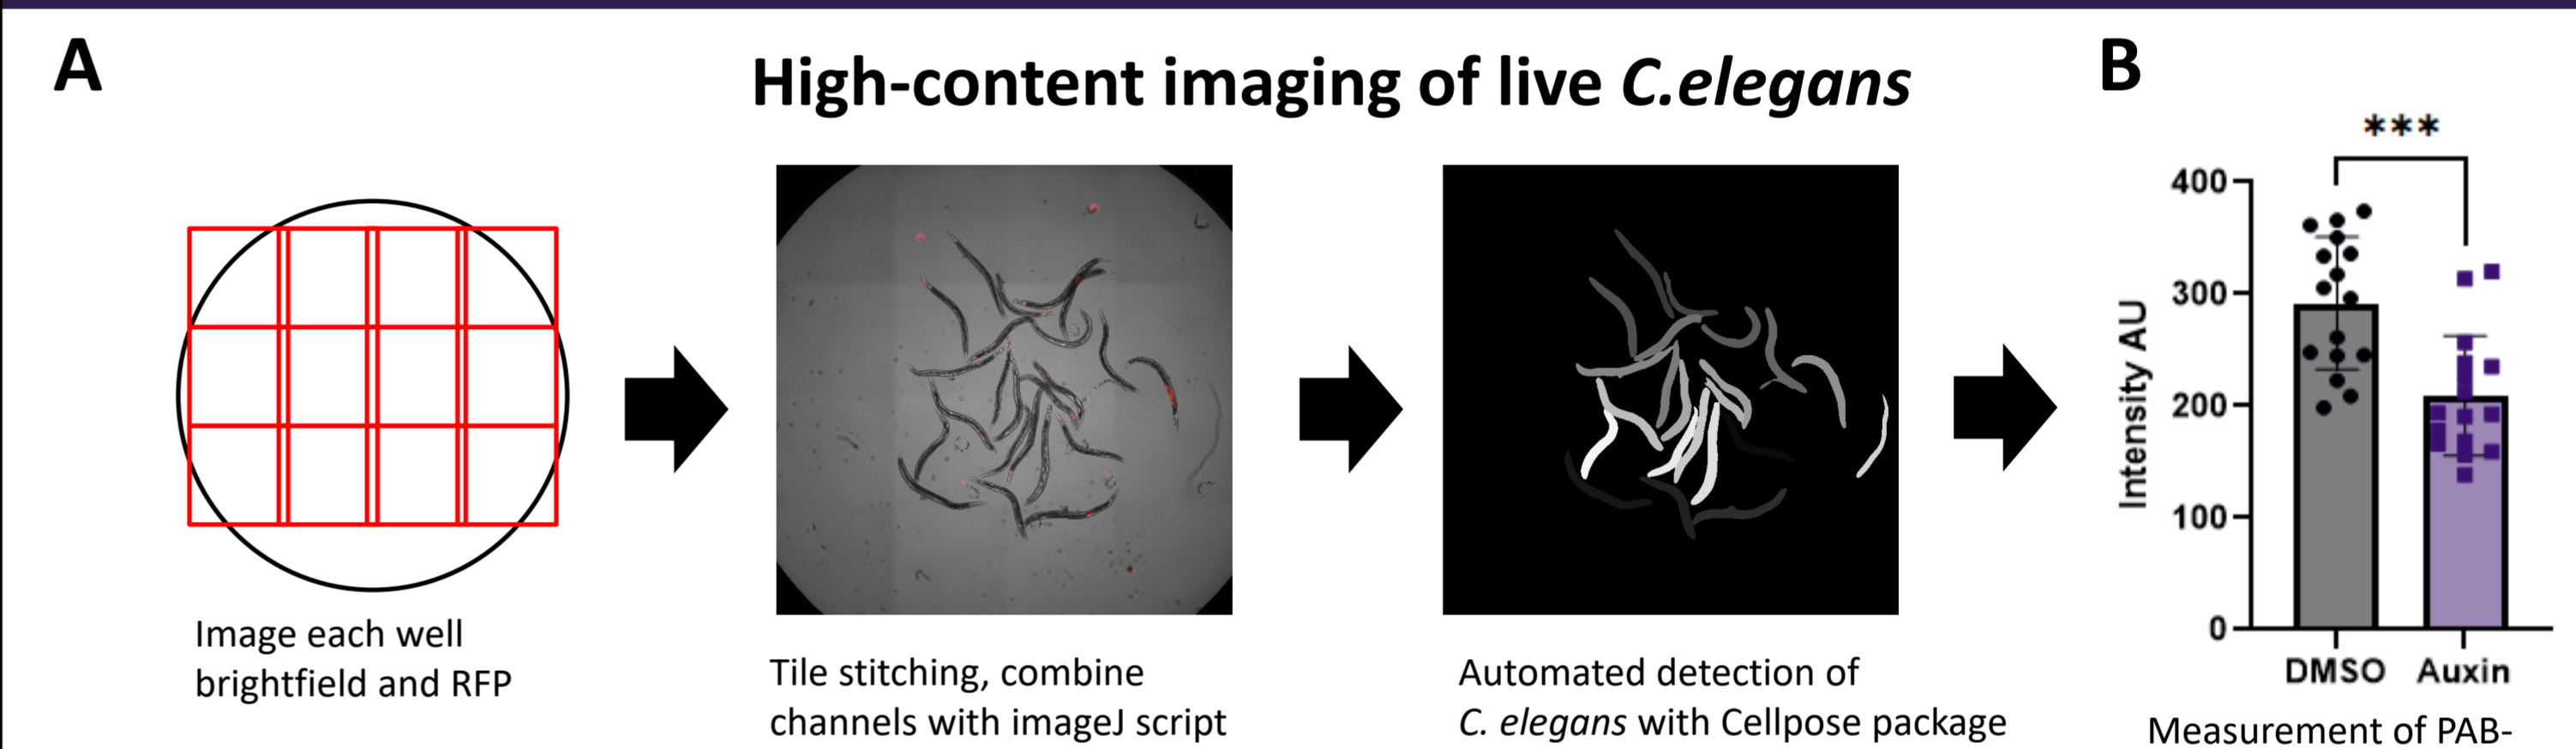 A
High-content imaging of live C.elegans
B
Image each well
brightfield and RFP
Tile stitching, combine
channels with imageJ script
Automated detection of
C. elegans with Cellpose package
***
Intensity AU
400
300
200
100
0
DMSO Auxin
Measurement of PAB-